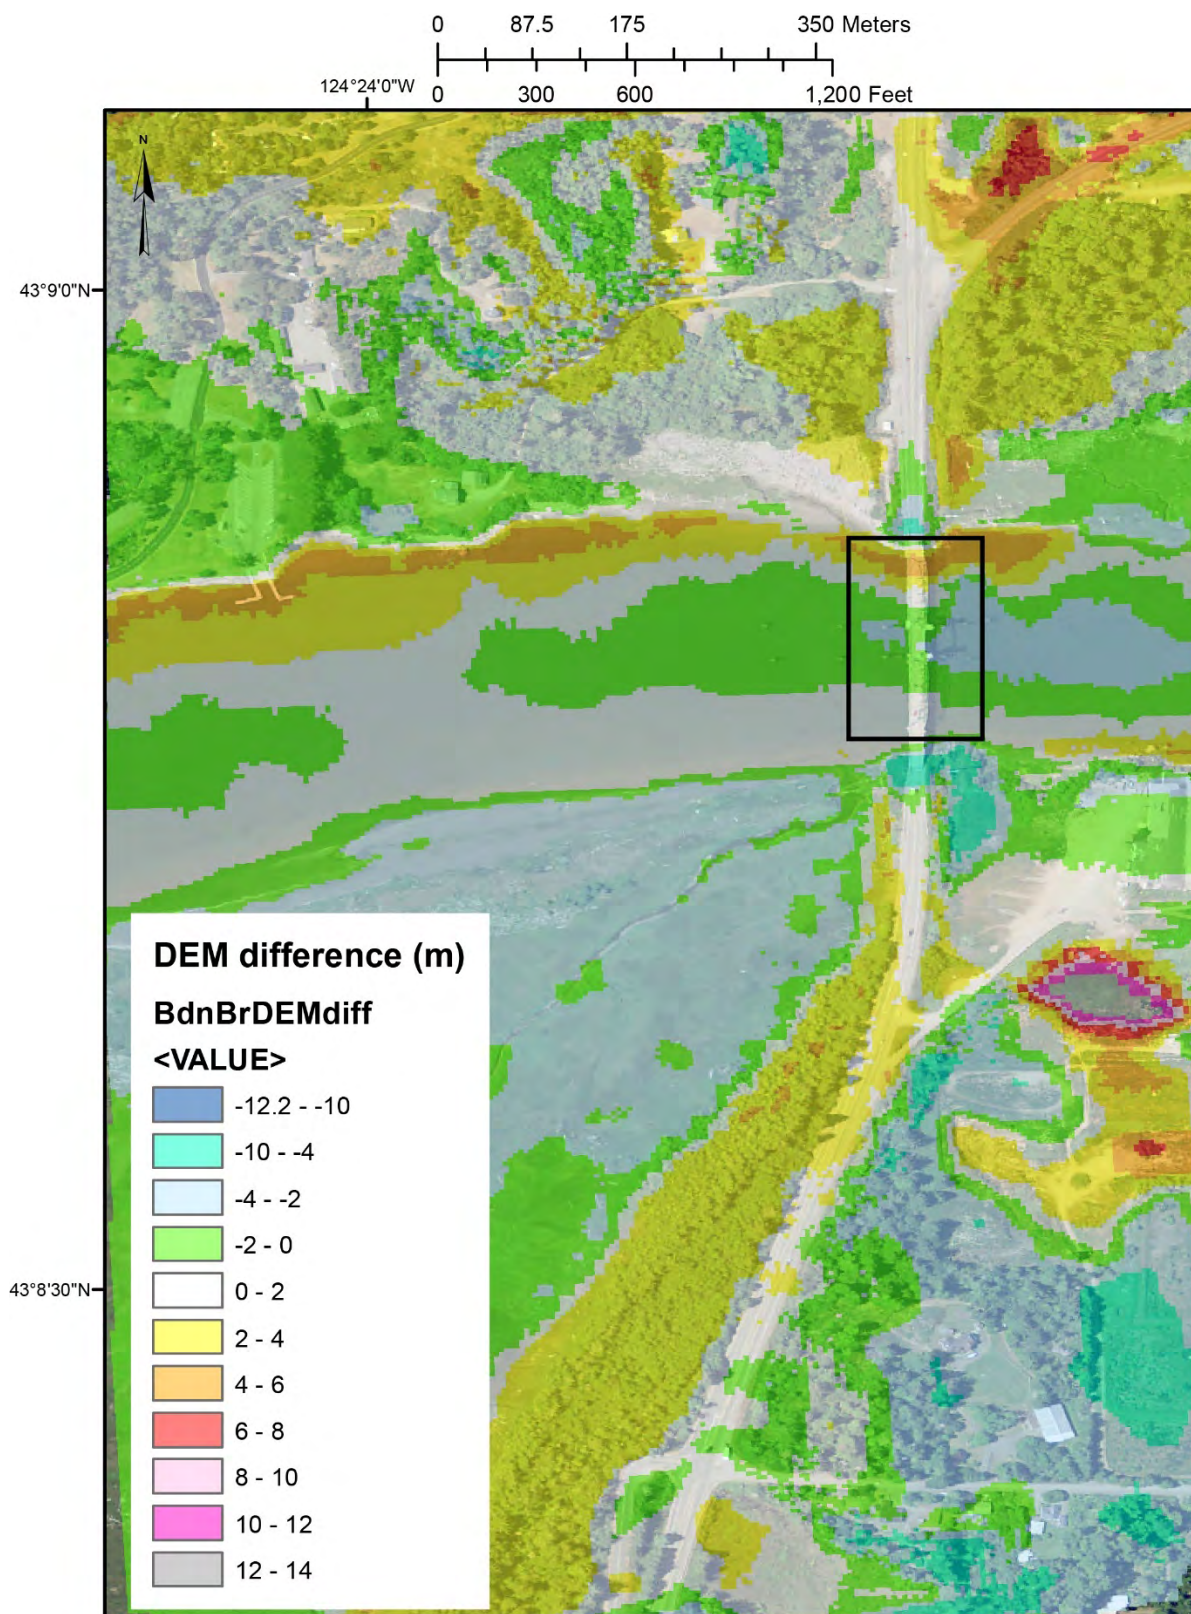 0 87.5 175 350 Meters
124°24'0"W
0 300 600 1,200 Feet
N
43°9'0"N
DEM difference (m)
BdnBrDEMdiff
<VALUE>
-12.2 - -10
-10 - -4
-4 - -2
-2 - 0
0 - 2
2 - 4
4 - 6
6 - 8
8 - 10
10 - 12
12 - 14
43°8'30"N